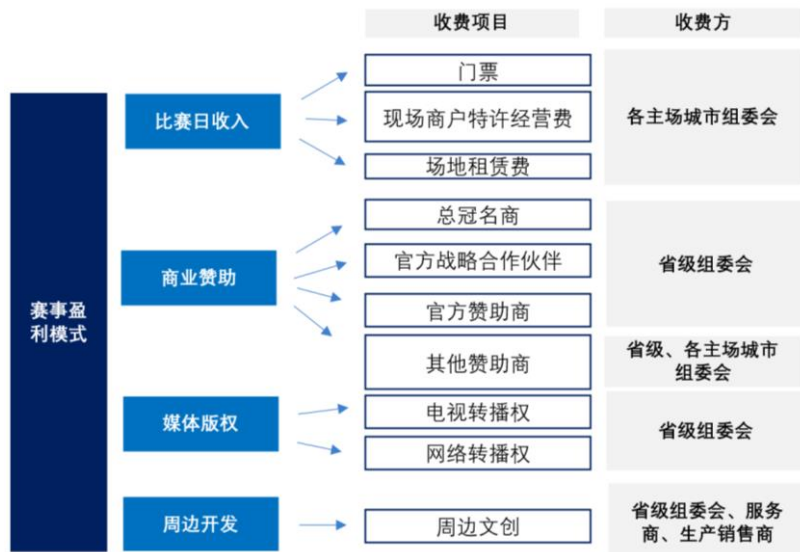 收费项目
收费方
赛事盈
利模式
比赛日收入
门票
现场商户特许经营费
场地租赁费
各主场城市组委会
商业赞助
总冠名商
官方战略合作伙伴
官方赞助商
省级组委会
其他赞助商
省级、各主场城市
组委会
媒体版权
电视转播权
网络转播权
省级组委会
周边开发
周边文创
省级组委会、服务
商、生产销售商